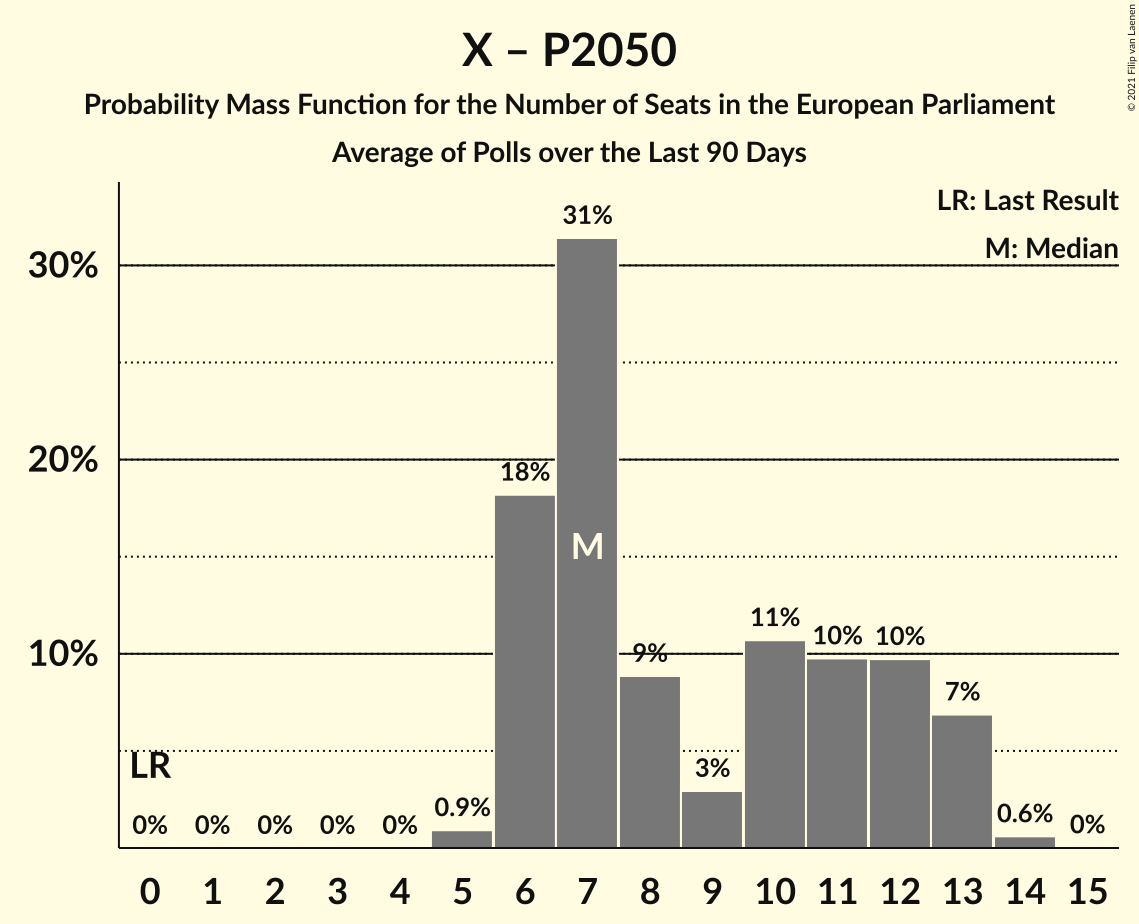 X – P2050
Probability Mass Function for the Number of Seats in the European Parliament
Average of Polls over the Last 90 Days
© 2021 Filip van Laenen
LR: Last Result
M: Median
30%
20%
10%
LR
0%
0%
0%
0%
0%
0.9%
18%
31%
M
9%
3%
11%
10%
10%
7%
0.6%
0%
0 1 2 3 4 5 6 7 8 9 10 11 12 13 14 15